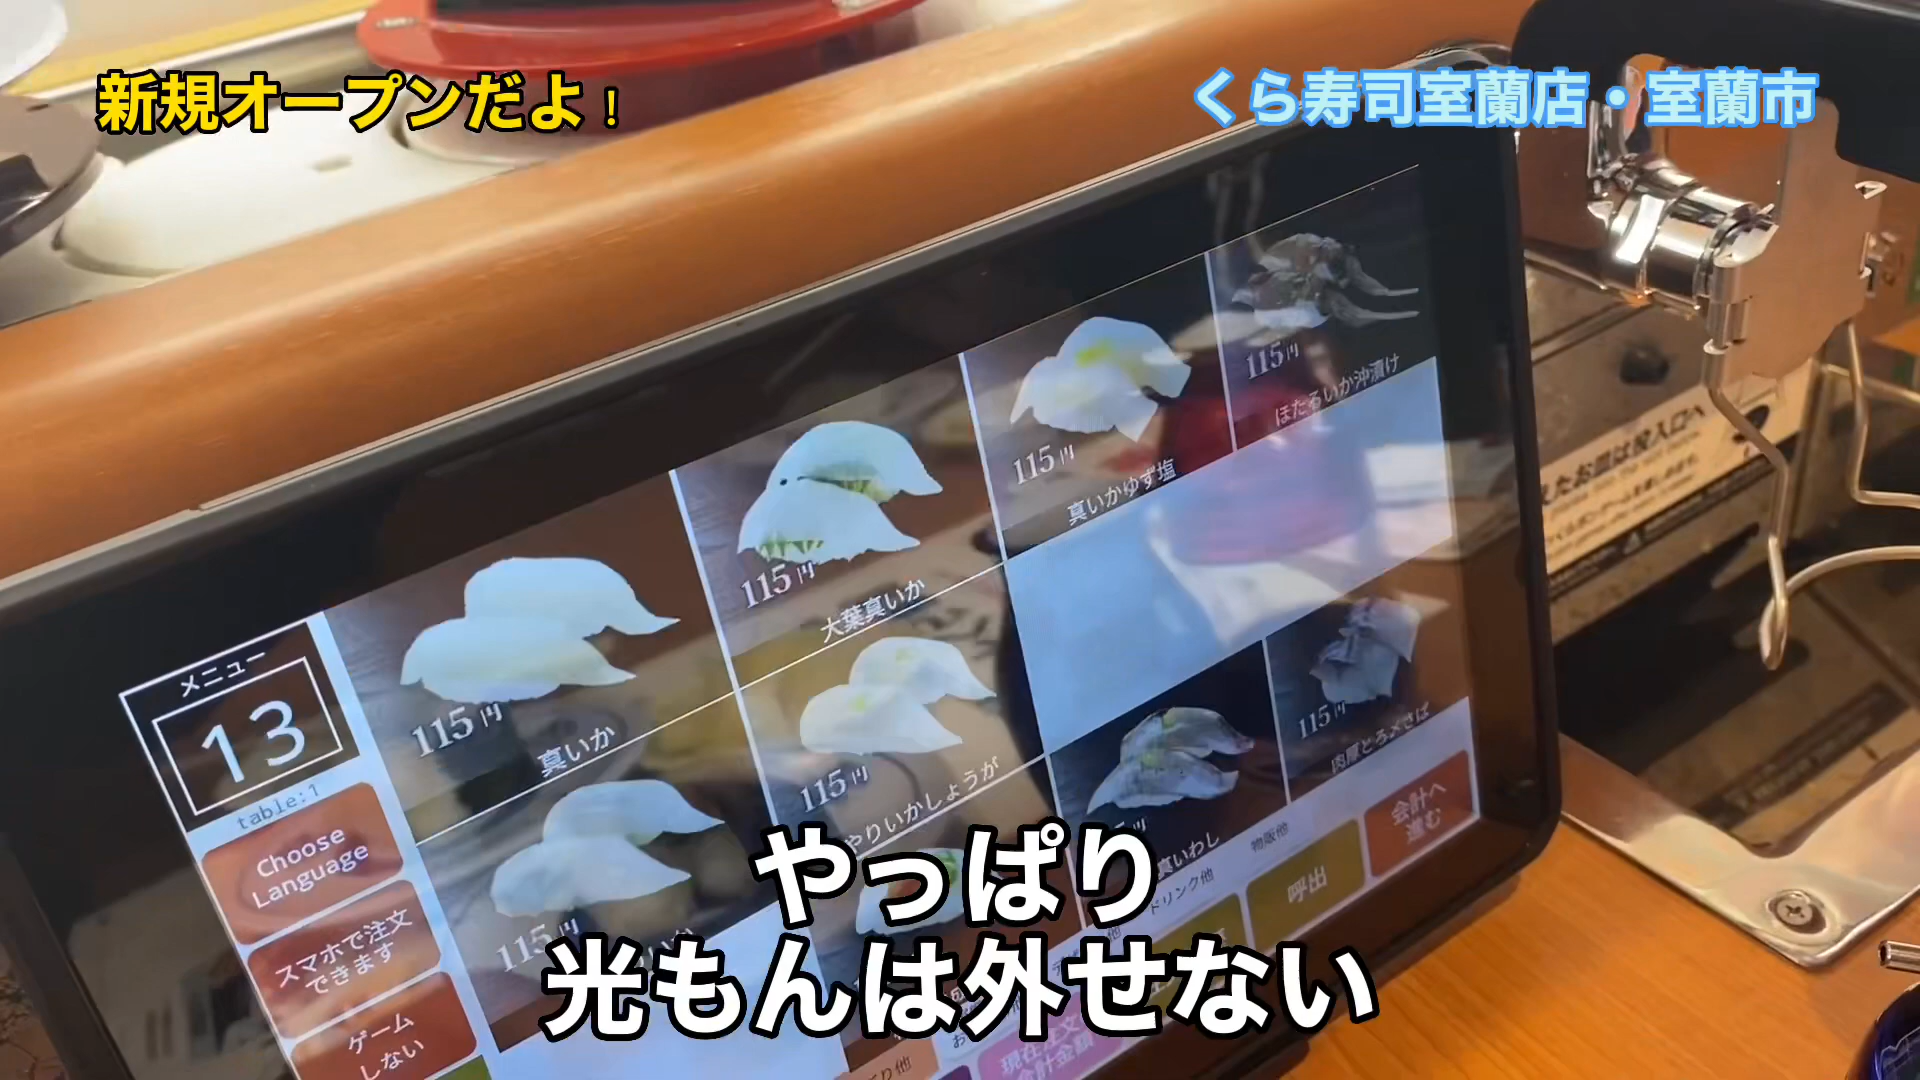 新規オープンだよ！
くら寿司室蘭店・室蘭市
115円
ほたるいか沖漬け
115円
真いかゆず塩
115円
大葉真いか
115円
真いか
メニュー
13
table:1
Choose
Language
スマホで注文
できます
ゲーム
しない
115円
やりいかしょうが
115円
肉厚とろ〆さば
真いわし
115円
物販他
ドリンク他
会計へ
進む
呼出
やっぱり
光もんは外せない